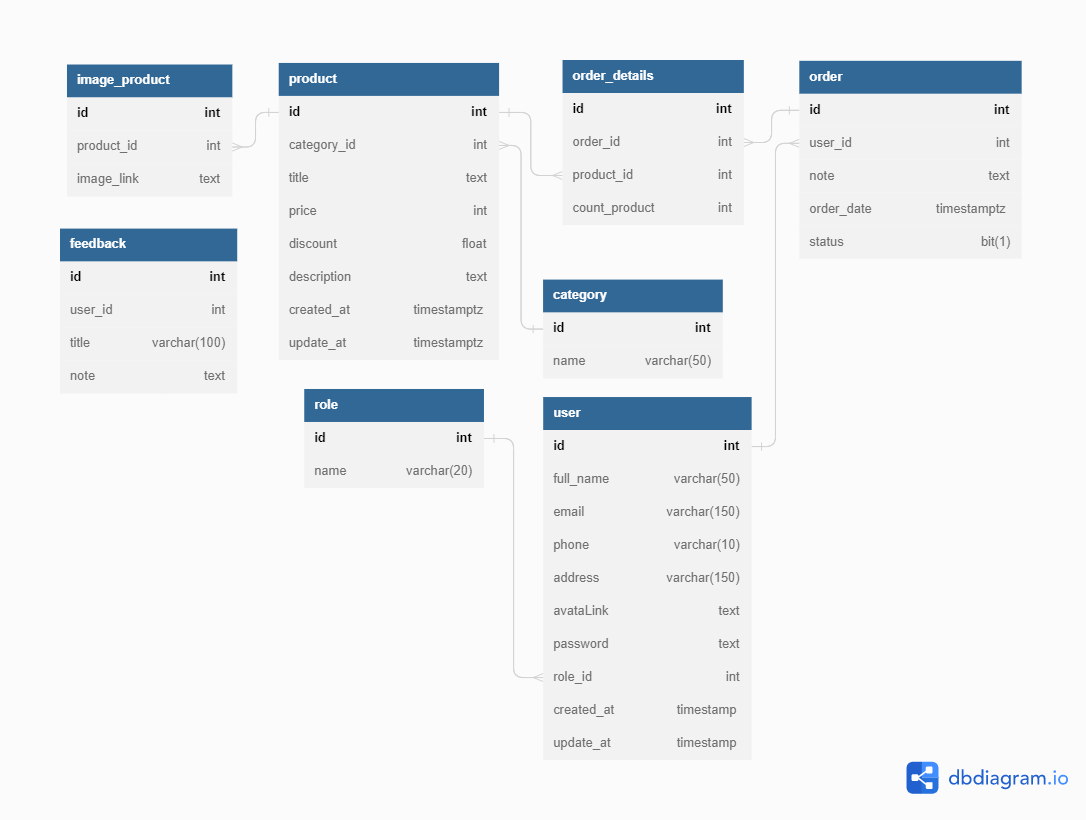 image_product
id int
product_id int
image_link text
product
id int
category_id int
title text
price int
discount float
description text
created_at timestamptz
update_at timestamptz
order_details
id int
order_id int
product_id int
count_product int
order
id int
user_id int
note text
order_date timestamptz
status bit(1)
feedback
id int
user_id int
title varchar(100)
note text
category
id int
name varchar(50)
role
id int
name varchar(20)
user
id int
full_name varchar(50)
email varchar(150)
phone varchar(10)
address varchar(150)
avataLink text
password text
role_id int
created_at timestamp
update_at timestamp
dbdiagram.io